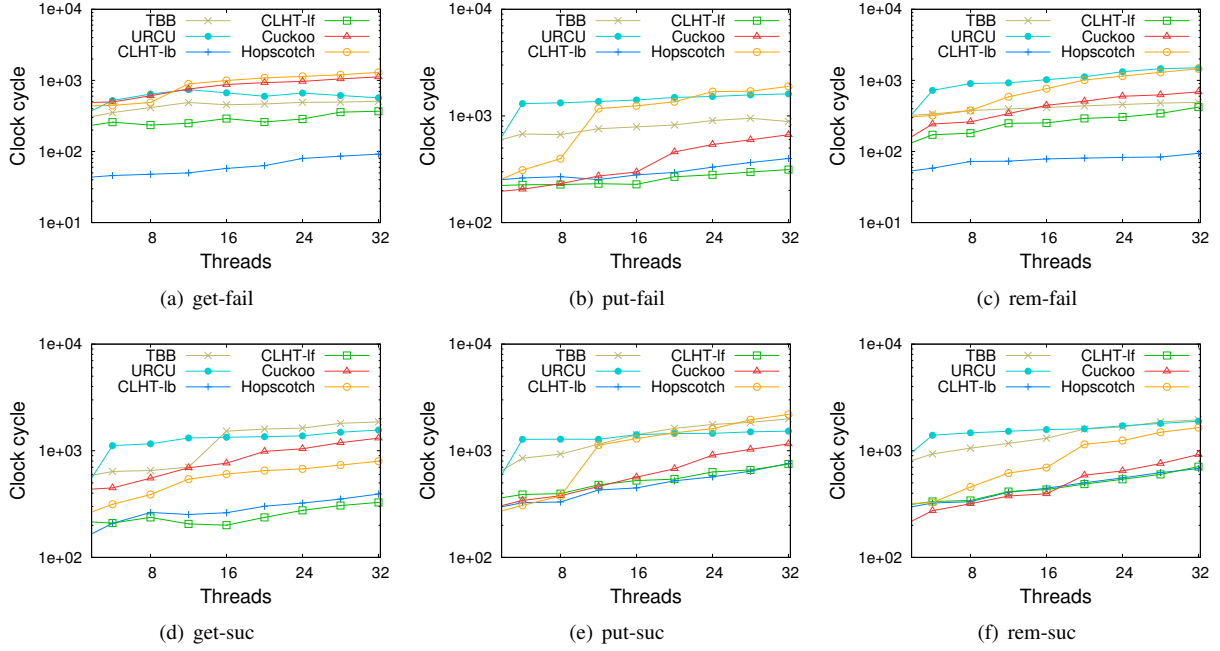 1e+04
1e+03
1e+02
1e+01
Clock cycle
TBB
URCU
CLHT-lb
CLHT-lf
Cuckoo
Hopscotch
8 16 24 32
Threads
(a) get-fail
1e+04
1e+03
1e+02
Clock cycle
TBB
URCU
CLHT-lb
CLHT-lf
Cuckoo
Hopscotch
8 16 24 32
Threads
(b) put-fail
1e+04
1e+03
1e+02
1e+01
Clock cycle
TBB
URCU
CLHT-lb
CLHT-lf
Cuckoo
Hopscotch
8 16 24 32
Threads
(c) rem-fail
1e+04
1e+03
1e+02
Clock cycle
TBB
URCU
CLHT-lb
CLHT-lf
Cuckoo
Hopscotch
8 16 24 32
Threads
(d) get-suc
1e+04
1e+03
1e+02
Clock cycle
TBB
URCU
CLHT-lb
CLHT-lf
Cuckoo
Hopscotch
8 16 24 32
Threads
(e) put-suc
1e+04
1e+03
1e+02
Clock cycle
TBB
URCU
CLHT-lb
CLHT-lf
Cuckoo
Hopscotch
8 16 24 32
Threads
(f) rem-suc